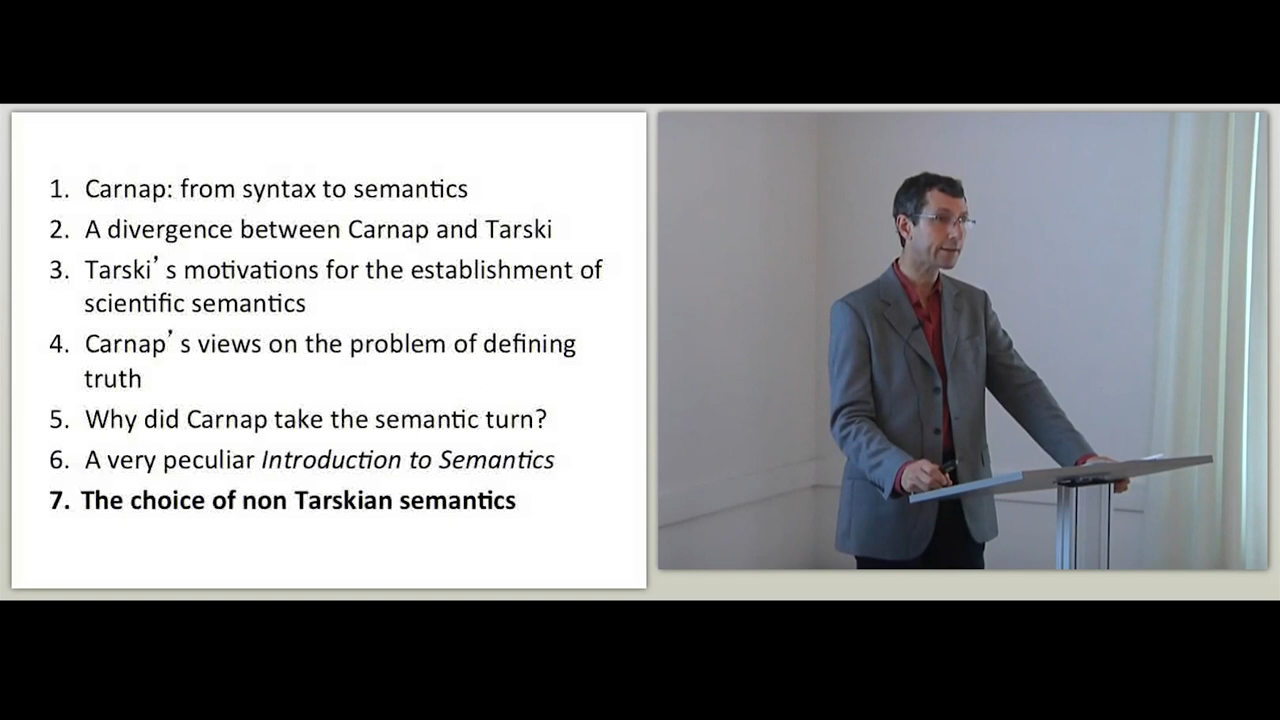 1. Carnap: from syntax to semantics
2. A divergence between Carnap and Tarski
3. Tarski’s motivations for the establishment of
scientific semantics
4. Carnap’s views on the problem of defining
truth
5. Why did Carnap take the semantic turn?
6. A very peculiar Introduction to Semantics
7. The choice of non Tarskian semantics